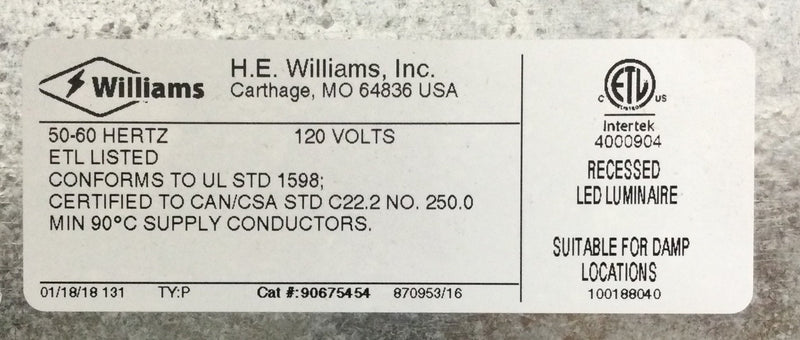 Williams
H.E. Williams, Inc.
Carthage, MO 64836 USA
50-60 HERTZ 120 VOLTS
ETL LISTED
CONFORMS TO UL STD 1598;
CERTIFIED TO CAN/CSA STD C22.2 NO. 250.0
MIN 90°C SUPPLY CONDUCTORS.
01/18/18 131 TY:P Cat #:90675454 870953/16
ETL
C LISTED US
Intertek
4000904
RECESSED
LED LUMINAIRE
SUITABLE FOR DAMP
LOCATIONS
100188040